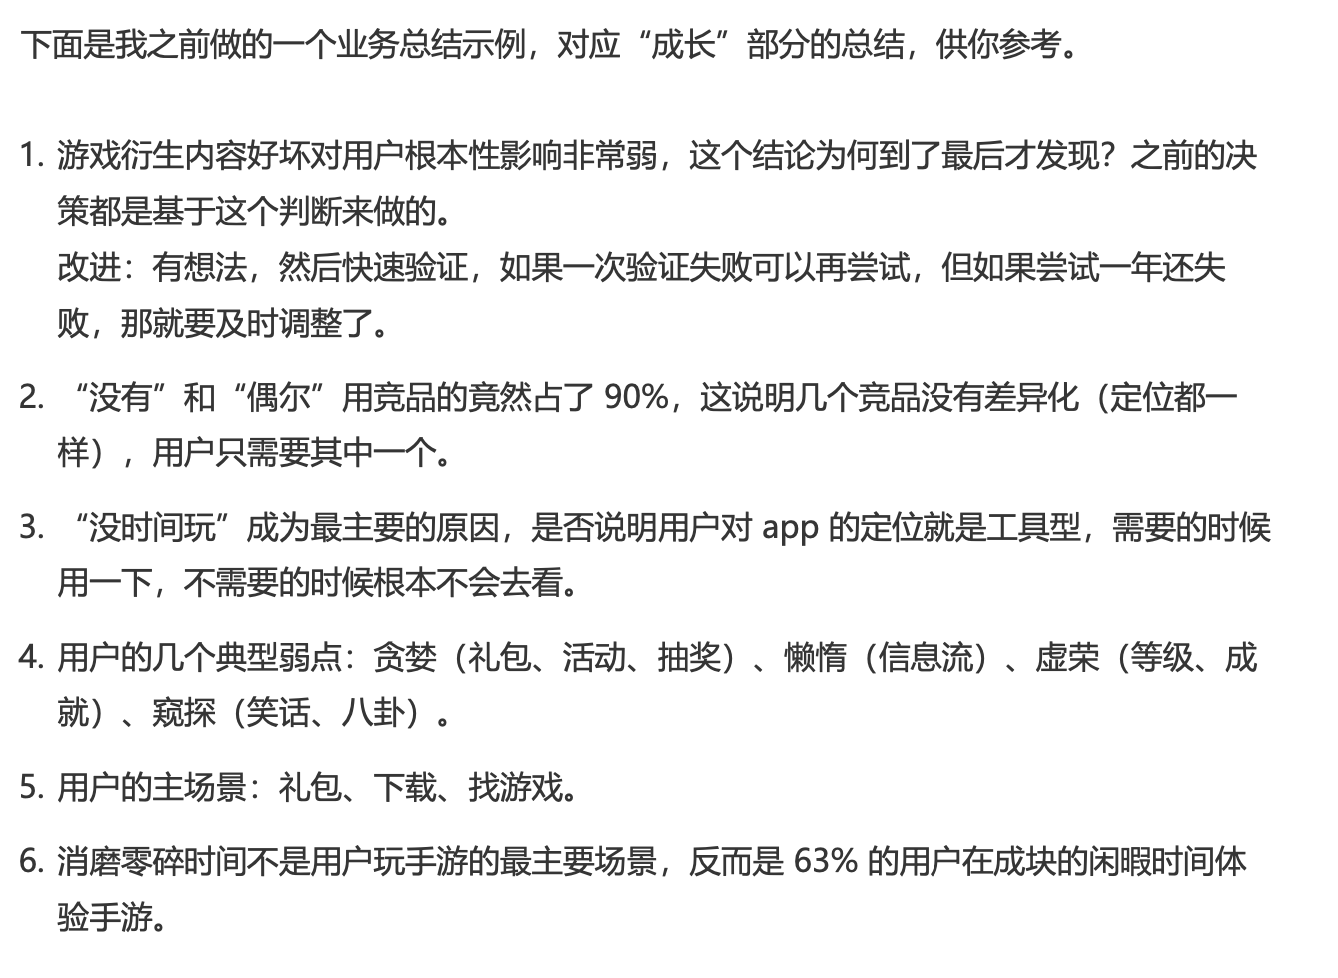 下面是我之前做的一个业务总结示例，对应“成长”部分的总结，供你参考。
1. 游戏衍生内容好坏对用户根本性影响非常弱，这个结论为何到了最后才发现？之前的决
策都是基于这个判断来做的。
改进：有想法，然后快速验证，如果一次验证失败可以再尝试，但如果尝试一年还失
败，那就要及时调整了。
2. “没有”和“偶尔”用竞品的竟然占了 90%，这说明几个竞品没有差异化（定位都一
样），用户只需要其中一个。
3. “没时间玩”成为最主要的原因，是否说明用户对 app 的定位就是工具型，需要的时候
用一下，不需要的时候根本不会去看。
4. 用户的几个典型弱点：贪婪（礼包、活动、抽奖）、懒惰（信息流）、虚荣（等级、成
就）、窥探（笑话、八卦）。
5. 用户的主场景：礼包、下载、找游戏。
6. 消磨零碎时间不是用户玩手游的最主要场景，反而是 63% 的用户在成块的闲暇时间体
验手游。